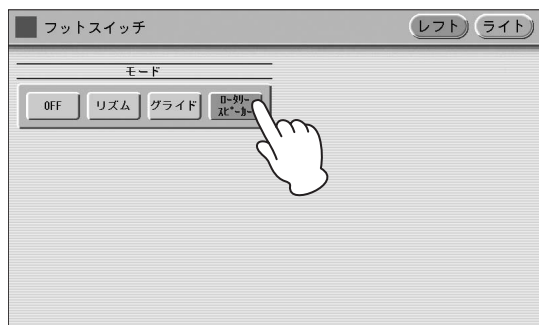 フットスイッチ
レフト ライト
モード
OFF リズム グライド ロータリー
スピーカー